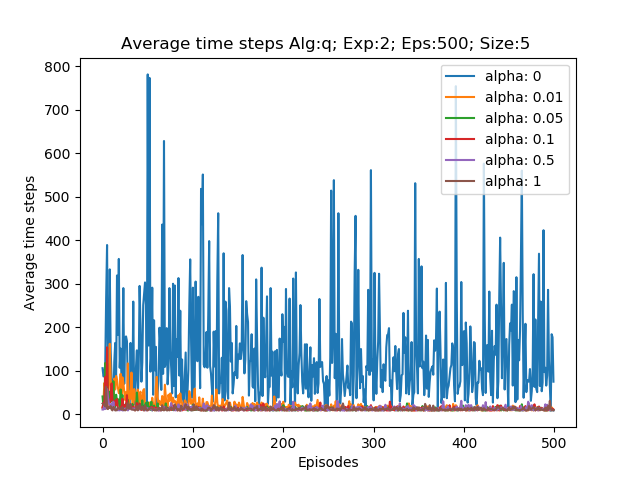 Average time steps Alg:q; Exp:2; Eps:500; Size:5
800
700
600
500
400
300
200
100
0
Average time steps
alpha: 0
alpha: 0.01
alpha: 0.05
alpha: 0.1
alpha: 0.5
alpha: 1
0
100
200
300
400
500
Episodes